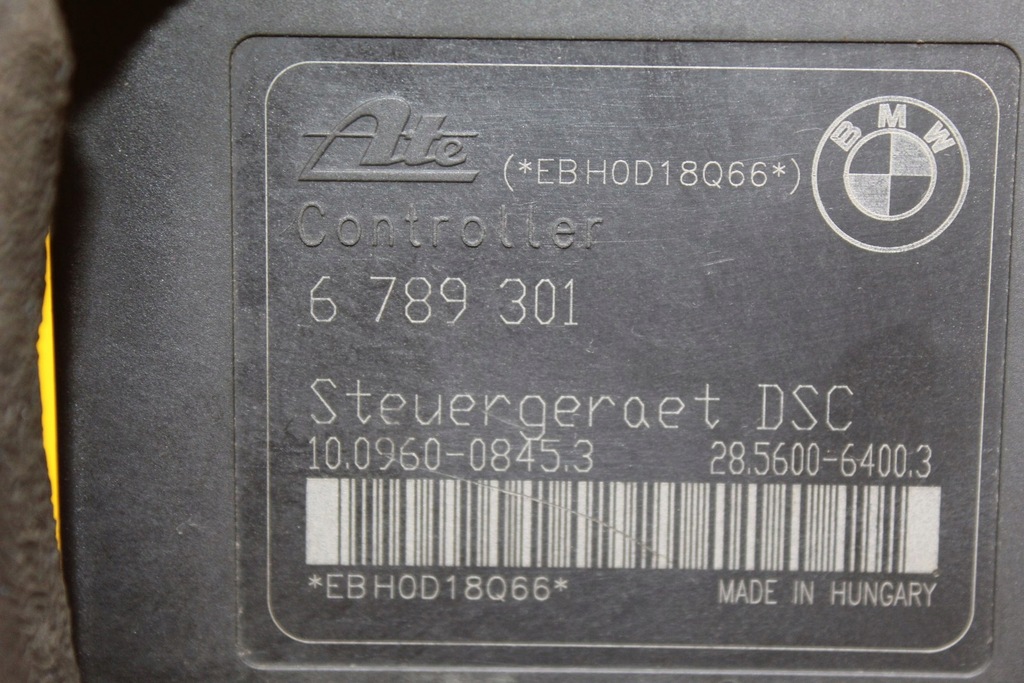 Ate (*EBH0D18Q66*)
BMW
Controller
6 789 301
Steuergeraet DSC
10.0960-0845.3 28.5600-6400.3
*EBH0D18Q66* MADE IN HUNGARY